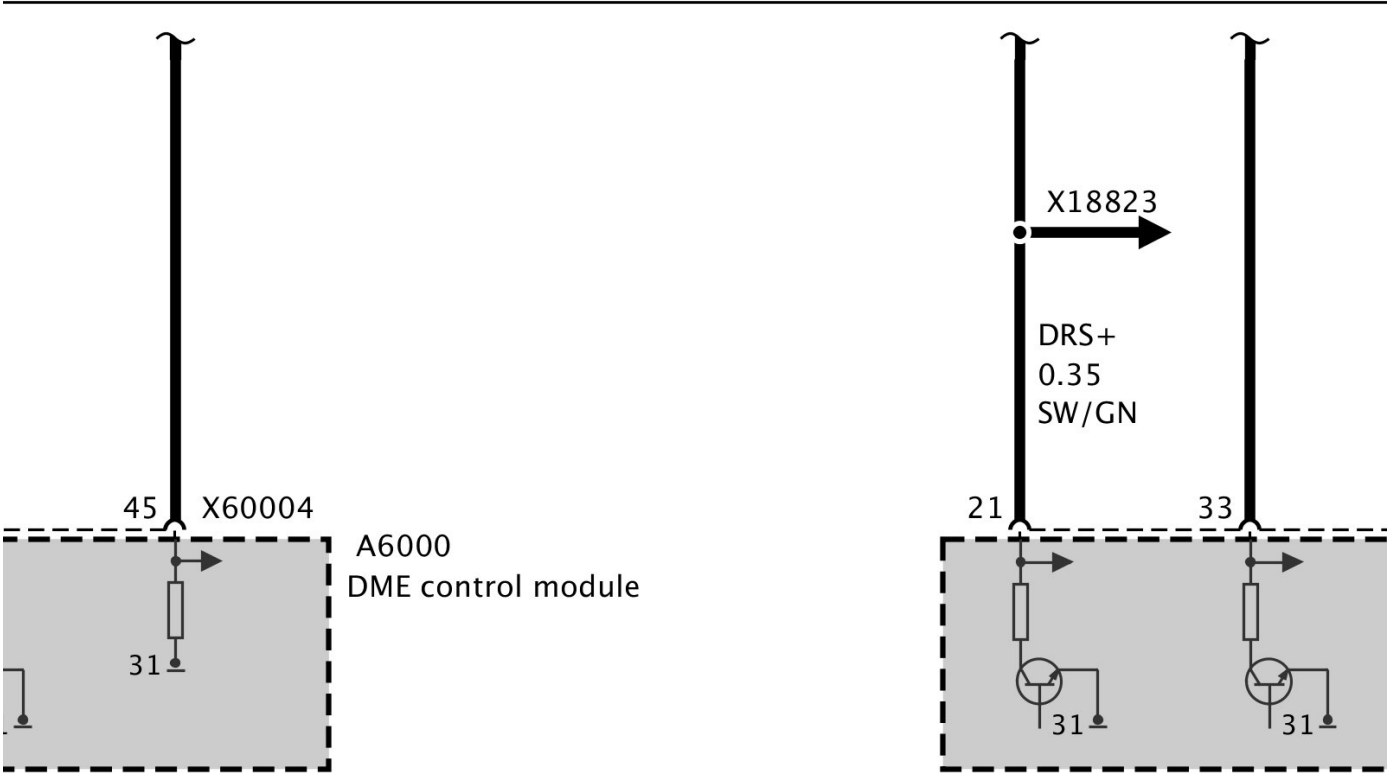 X18823
DRS+
0.35
SW/GN
45 X60004
21
33
A6000
DME control module
31
31
31